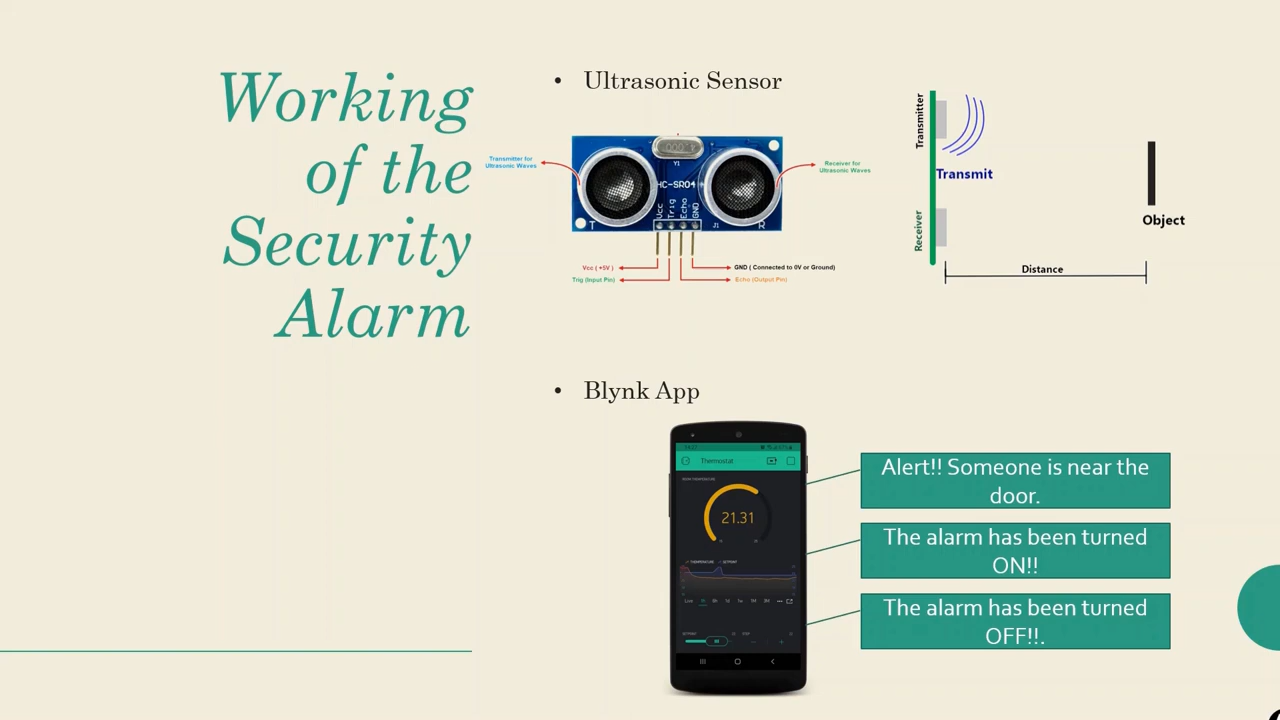 Working
of the
Security
Alarm
• Ultrasonic Sensor
Transmitter for
Ultrasonic Waves
Receiver for
Ultrasonic Waves
Y1
HC-SR04
Vcc
Trig
Echo
GND
T
J1
R
Vcc ( +5V )
Trig (Input Pin)
GND ( Connected to 0V or Ground)
Echo (Output Pin)
Transmitter
Transmit
Receiver
Object
Distance
• Blynk App
Thermostat
21.31
Alert!! Someone is near the
door.
The alarm has been turned
ON!!
The alarm has been turned
OFF!!.